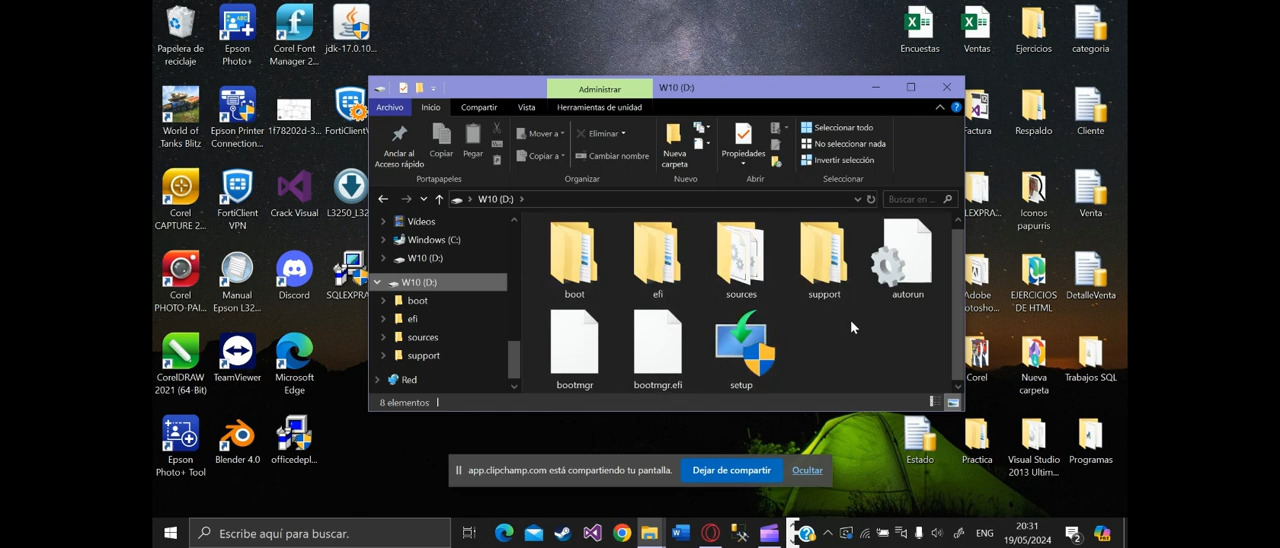 Papelera de
reciclaje
Epson
Photo+
Corel Font
Manager 2...
jdk-17.0.10...
World of
Tanks Blitz
Epson Printer
Connection...
1f78202d-3...
Corel
CAPTURE 2...
FortiClient
VPN
Crack Visual
L3250_L32
Corel
PHOTO-PAI...
Manual
Epson L32...
Discord
SQLEXPRA
CorelDRAW
2021 (64-Bit)
TeamViewer
Microsoft
Edge
Epson
Photo+ Tool
Blender 4.0
officedepl...
Administrar
W10 (D:)
Archivo
Inicio
Compartir
Vista
Herramientas de unidad
Anclar al
Acceso rápido
Copiar
Pegar
Mover a
Copiar a
Eliminar
Cambiar nombre
Nueva
carpeta
Propiedades
Seleccionar todo
No seleccionar nada
Invertir selección
Portapapeles
Organizar
Nuevo
Abrir
Seleccionar
W10 (D:)
Buscar en ...
Vídeos
Windows (C:)
W10 (D:)
W10 (D:)
boot
efi
sources
support
Red
boot
efi
sources
support
autorun
bootmgr
bootmgr.efi
setup
8 elementos
Encuestas
Ventas
Ejercicios
categoria
Factura
Respaldo
Cliente
Iconos
papurris
Venta
Adobe
EJERCICIOS
DE HTML
DetalleVenta
Corel
Nueva
carpeta
Trabajos SQL
Estado
Practica
Visual Studio
2013 Ultim...
Programas
app.clipchamp.com está compartiendo tu pantalla.
Dejar de compartir
Ocultar
Escribe aquí para buscar.
ENG
20:31
19/05/2024
2